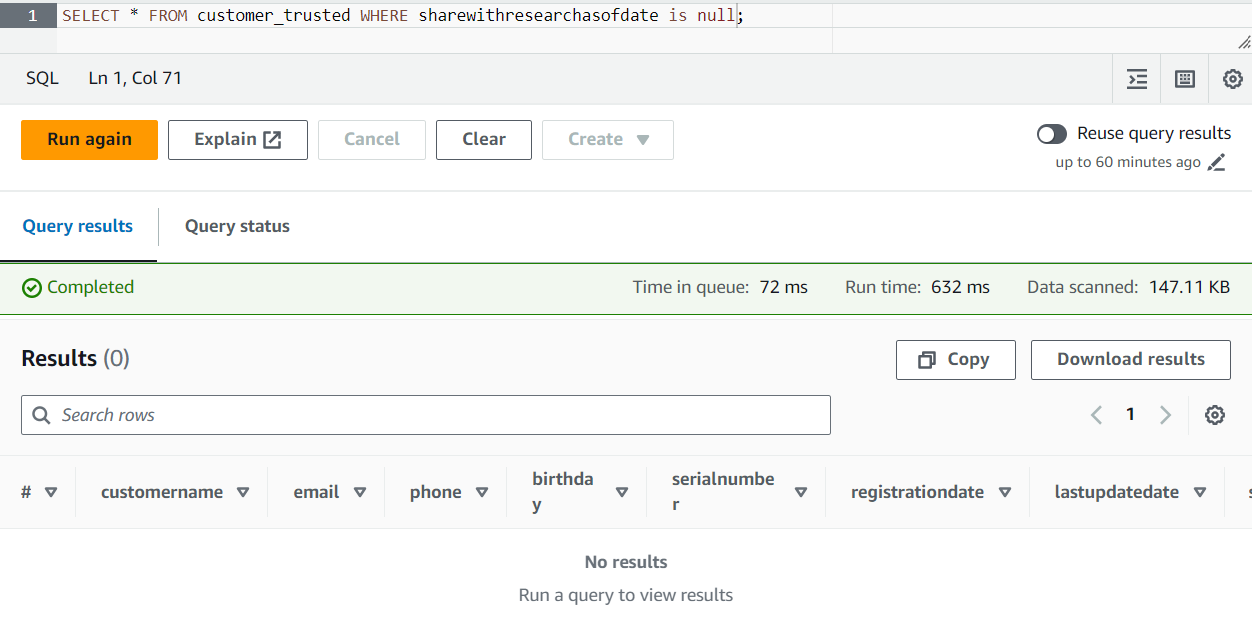 1 SELECT * FROM customer_trusted WHERE sharewithresearchasofdate is null;
SQL Ln 1, Col 71
Run again Explain Cancel Clear Create Reuse query results
up to 60 minutes ago
Query results Query status
Completed Time in queue: 72 ms Run time: 632 ms Data scanned: 147.11 KB
Results (0) Copy Download results
Search rows 1
# customername email phone birthda
y serialnumbe
r registrationdate lastupdatedate s
No results
Run a query to view results